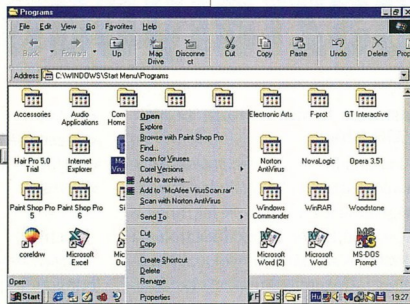 Programs
File Edit View Go Favorites Help
Back Forward Up Map Drive Disconnect Cut Copy Paste Undo Delete Prop
Address C:\WINDOWS\Start Menu\Programs
Accessories
Audio Applications
Com
Home
Electronic Arts
F-prot
GT Interactive
Hair Pro 5.0 Trial
Internet Explorer
Norton AntiVirus
NovaLogic
Opera 3.51
Paint Shop Pro 5
Paint Shop Pro 6
Windows Commander
WinRAR
Woodstone
coreldrw
Microsoft Excel
Microsoft Word (2)
Microsoft Word
MS-DOS Prompt
Open
Explore
Browse with Paint Shop Pro
Find...
Scan for Viruses
Corel Versions
Add to archive...
Add to "McAfee VirusScan.rar"
Scan with Norton AntiVirus
Send To
Cut
Copy
Create Shortcut
Delete
Rename
Properties
Open
Start
19:27